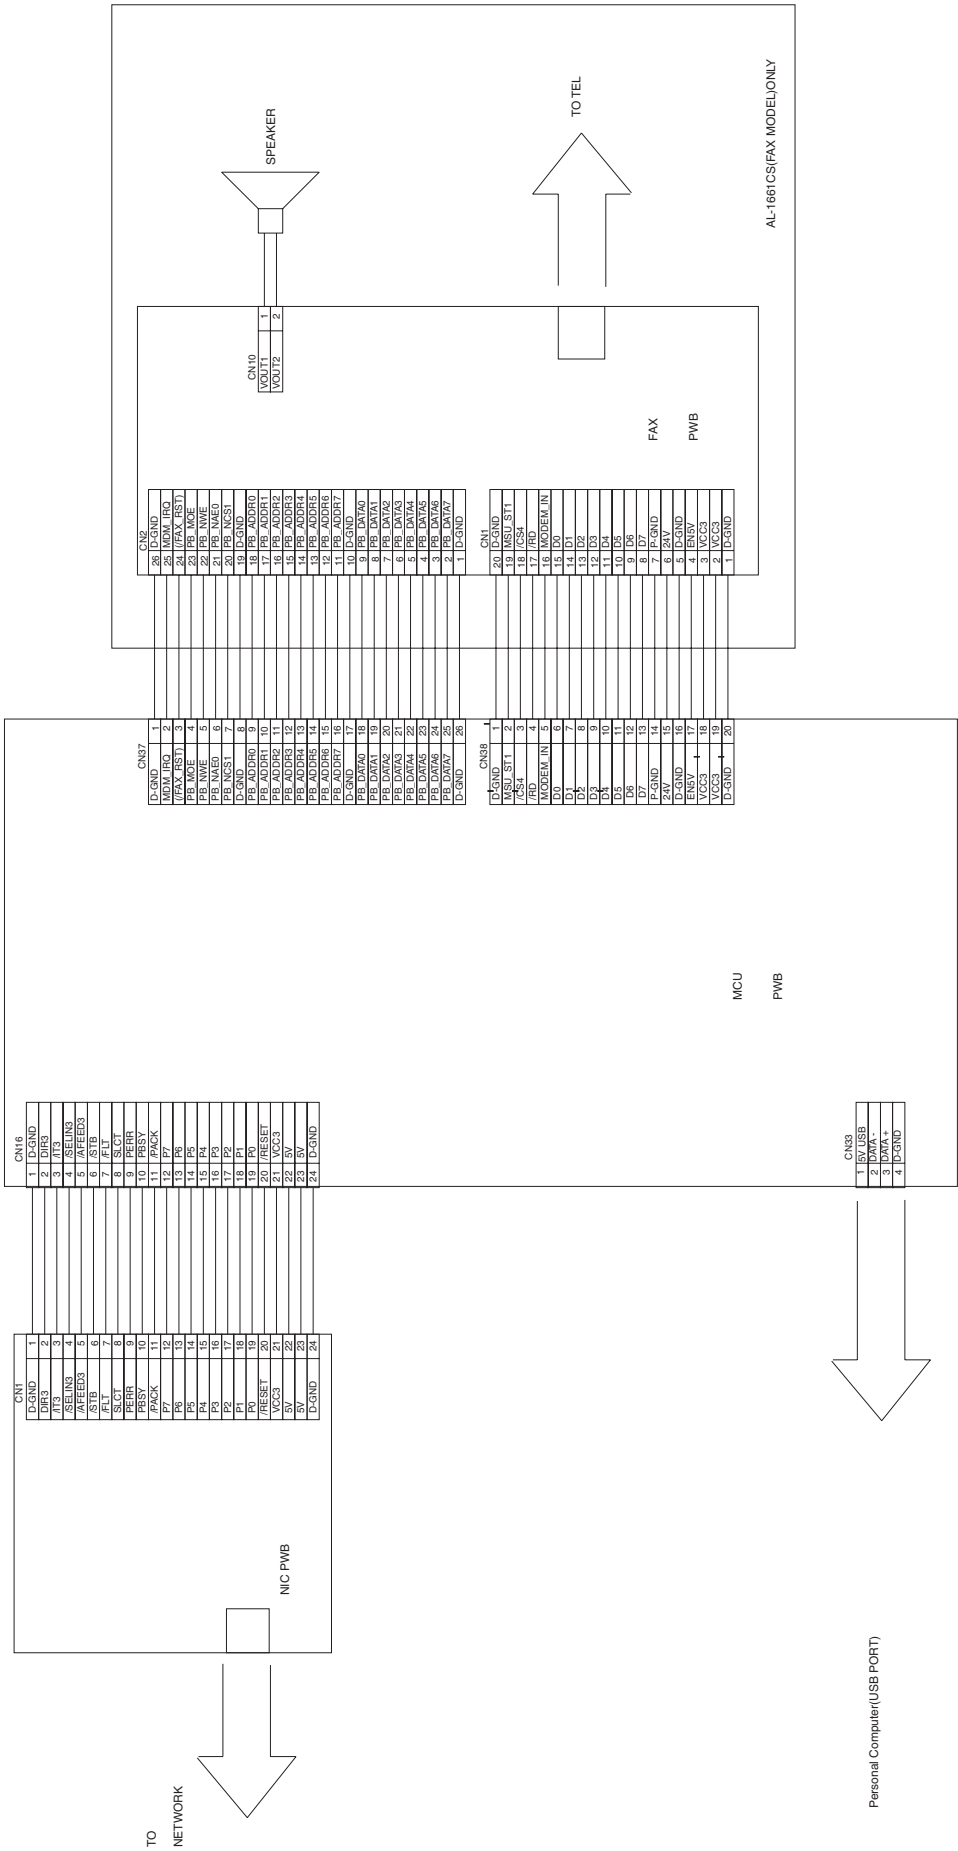 TO
NETWORK
NIC PWB
CN1
D-GND 1
DIR3 2
/IT3 3
/SELIN3 4
/AFEED3 5
/STB 6
/FLT 7
SLCT 8
PERR 9
PBSY 10
/PACK 11
P7 12
P6 13
P5 14
P4 15
P3 16
P2 17
P1 18
P0 19
/RESET 20
VCC3 21
5V 22
5V 23
D-GND 24
CN16
1 D-GND
2 DIR3
3 /IT3
4 /SELIN3
5 /AFEED3
6 /STB
7 /FLT
8 SLCT
9 PERR
10 PBSY
11 /PACK
12 P7
13 P6
14 P5
15 P4
16 P3
17 P2
18 P1
19 P0
20 /RESET
21 VCC3
22 5V
23 5V
24 D-GND
Personal Computer(USB PORT)
CN33
1 5V USB
2 DATA -
3 DATA +
4 D-GND
MCU
PWB
CN37
D-GND 1
MDM_IRQ 2
(/FAX_RST) 3
PB_MOE 4
PB_NWE 5
PB_NAE0 6
PB_NCS1 7
D-GND 8
PB_ADDR0 9
PB_ADDR1 10
PB_ADDR2 11
PB_ADDR3 12
PB_ADDR4 13
PB_ADDR5 14
PB_ADDR6 15
PB_ADDR7 16
D-GND 17
PB_DATA0 18
PB_DATA1 19
PB_DATA2 20
PB_DATA3 21
PB_DATA4 22
PB_DATA5 23
PB_DATA6 24
PB_DATA7 25
D-GND 26
CN38
D-GND 1
MSU_ST1 2
/CS4 3
/RD 4
MODEM_IN 5
D0 6
D1 7
D2 8
D3 9
D4 10
D5 11
D6 12
D7 13
P-GND 14
24V 15
D-GND 16
EN5V 17
VCC3 18
VCC3 19
D-GND 20
CN2
26 D-GND
25 MDM_IRQ
24 (/FAX_RST)
23 PB_MOE
22 PB_NWE
21 PB_NAE0
20 PB_NCS1
19 D-GND
18 PB_ADDR0
17 PB_ADDR1
16 PB_ADDR2
15 PB_ADDR3
14 PB_ADDR4
13 PB_ADDR5
12 PB_ADDR6
11 PB_ADDR7
10 D-GND
9 PB_DATA0
8 PB_DATA1
7 PB_DATA2
6 PB_DATA3
5 PB_DATA4
4 PB_DATA5
3 PB_DATA6
2 PB_DATA7
1 D-GND
CN1
20 D-GND
19 MSU_ST1
18 /CS4
17 /RD
16 MODEM_IN
15 D0
14 D1
13 D2
12 D3
11 D4
10 D5
9 D6
8 D7
7 P-GND
6 24V
5 D-GND
4 EN5V
3 VCC3
2 VCC3
1 D-GND
FAX
PWB
CN10
VOUT1 1
VOUT2 2
SPEAKER
TO TEL
AL-1661CS(FAX MODEL)ONLY